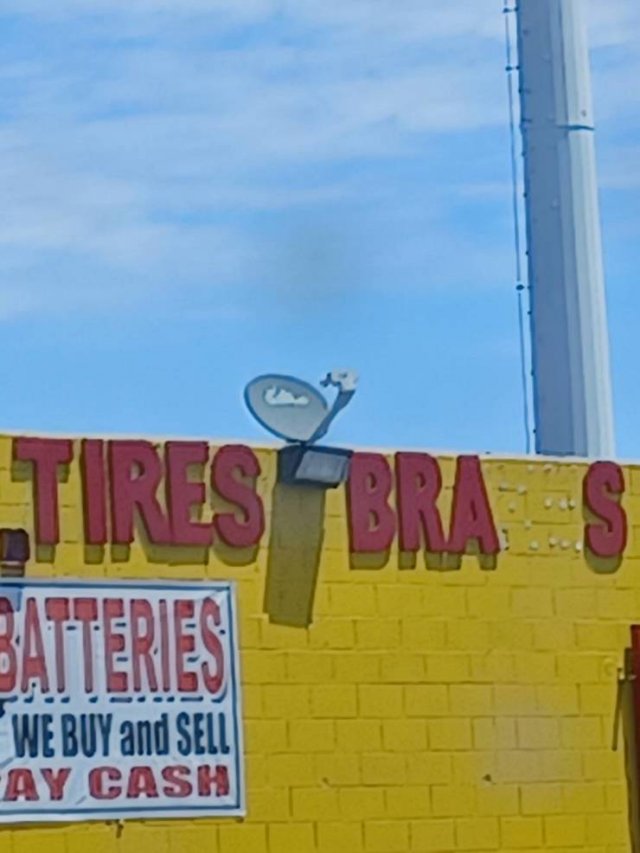 TIRES BRA S
BATTERIES
WE BUY and SELL
AY CASH